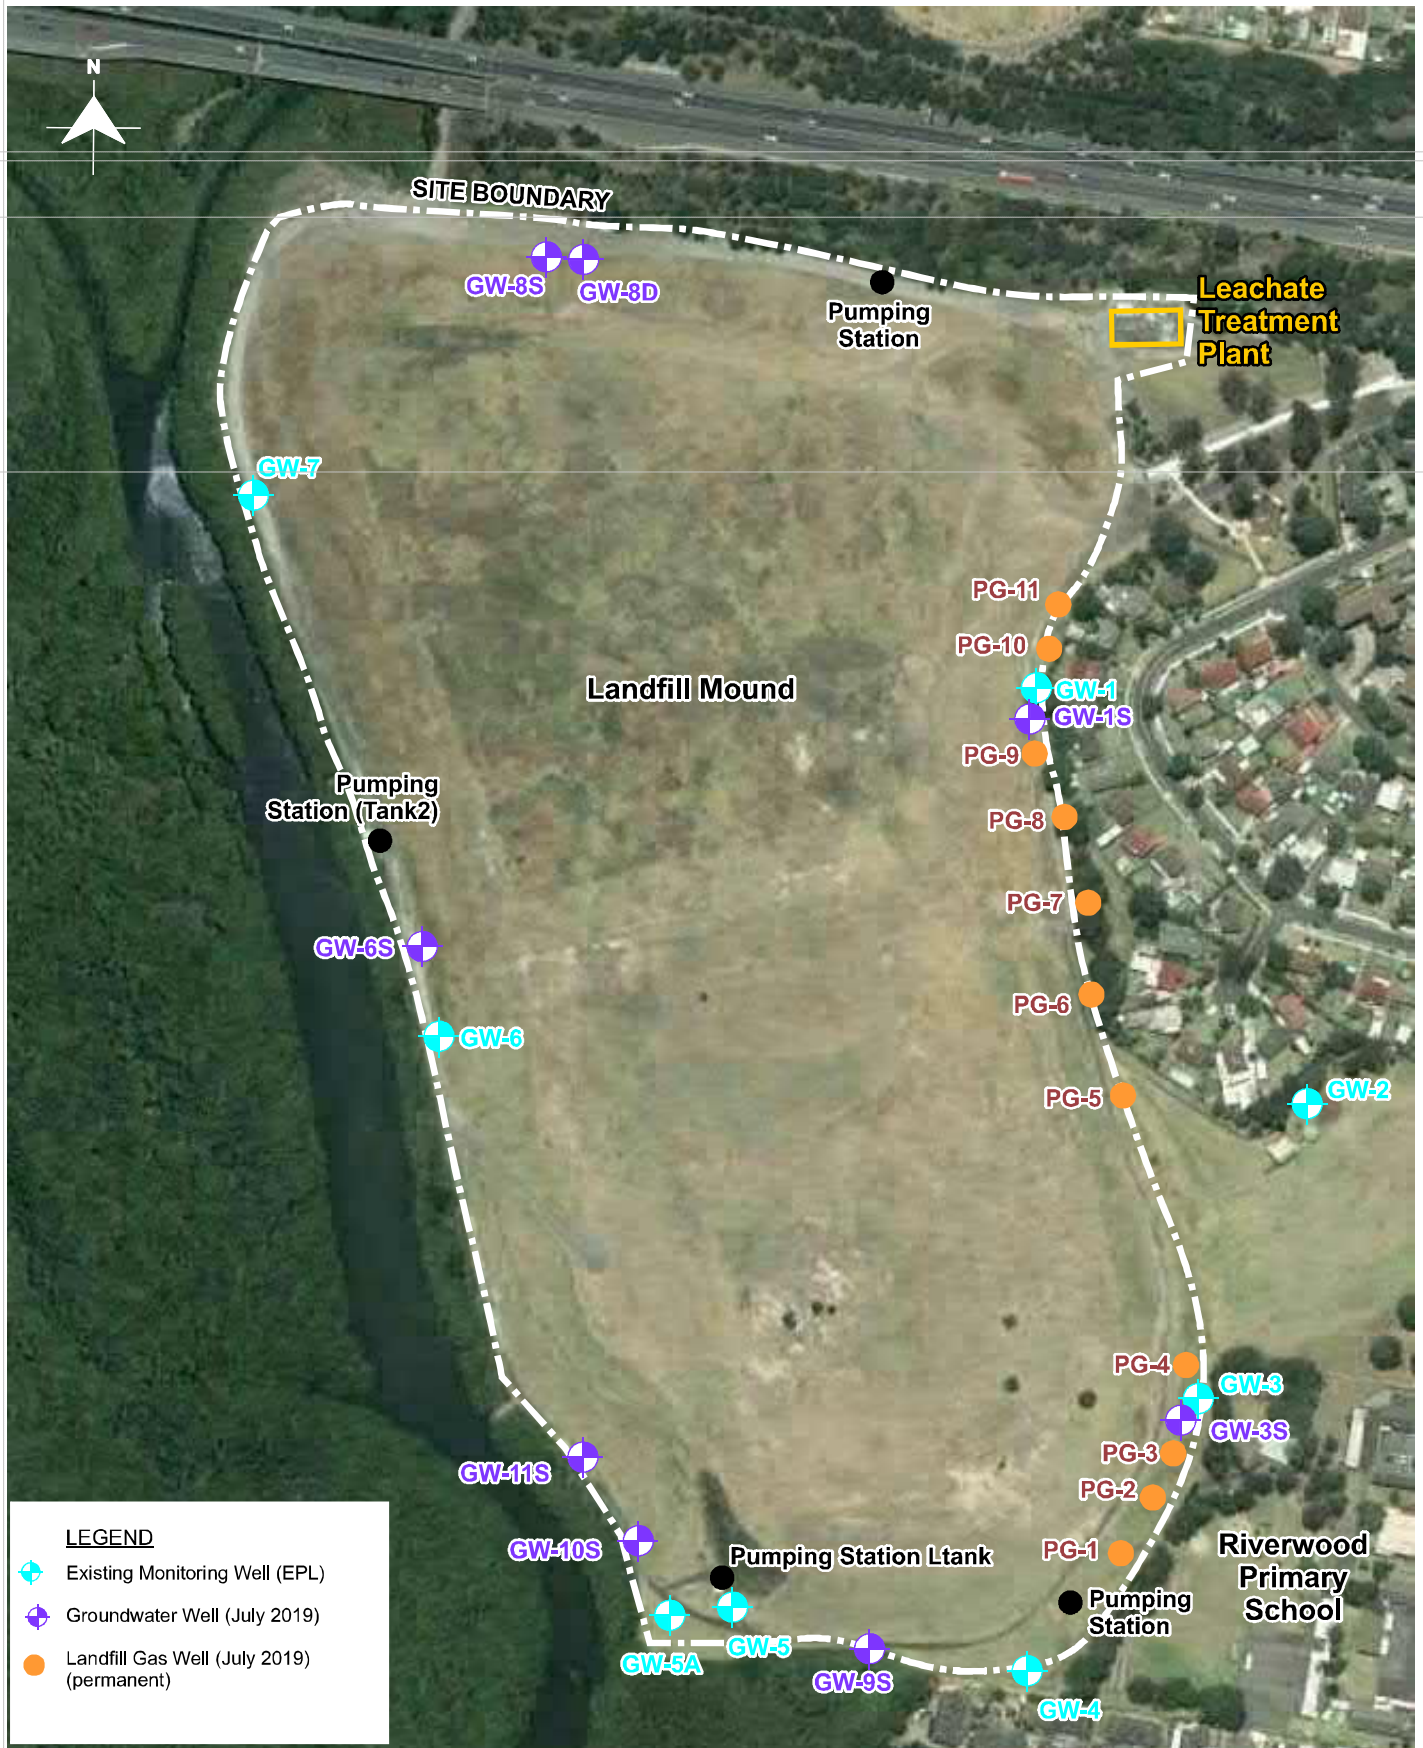 N
SITE BOUNDARY
GW-8S
GW-8D
Pumping
Station
Leachate
Treatment
Plant
GW-7
PG-11
PG-10
GW-1
GW-1S
Landfill Mound
PG-9
Pumping
Station (Tank2)
PG-8
PG-7
GW-6S
PG-6
GW-6
PG-5
GW-2
PG-4
GW-3
GW-3S
PG-3
GW-11S
PG-2
GW-10S
PG-1
Pumping Station Ltank
Riverwood
Primary
School
Pumping
Station
GW-5
GW-5A
GW-9S
GW-4
LEGEND
Existing Monitoring Well (EPL)
Groundwater Well (July 2019)
Landfill Gas Well (July 2019)
(permanent)